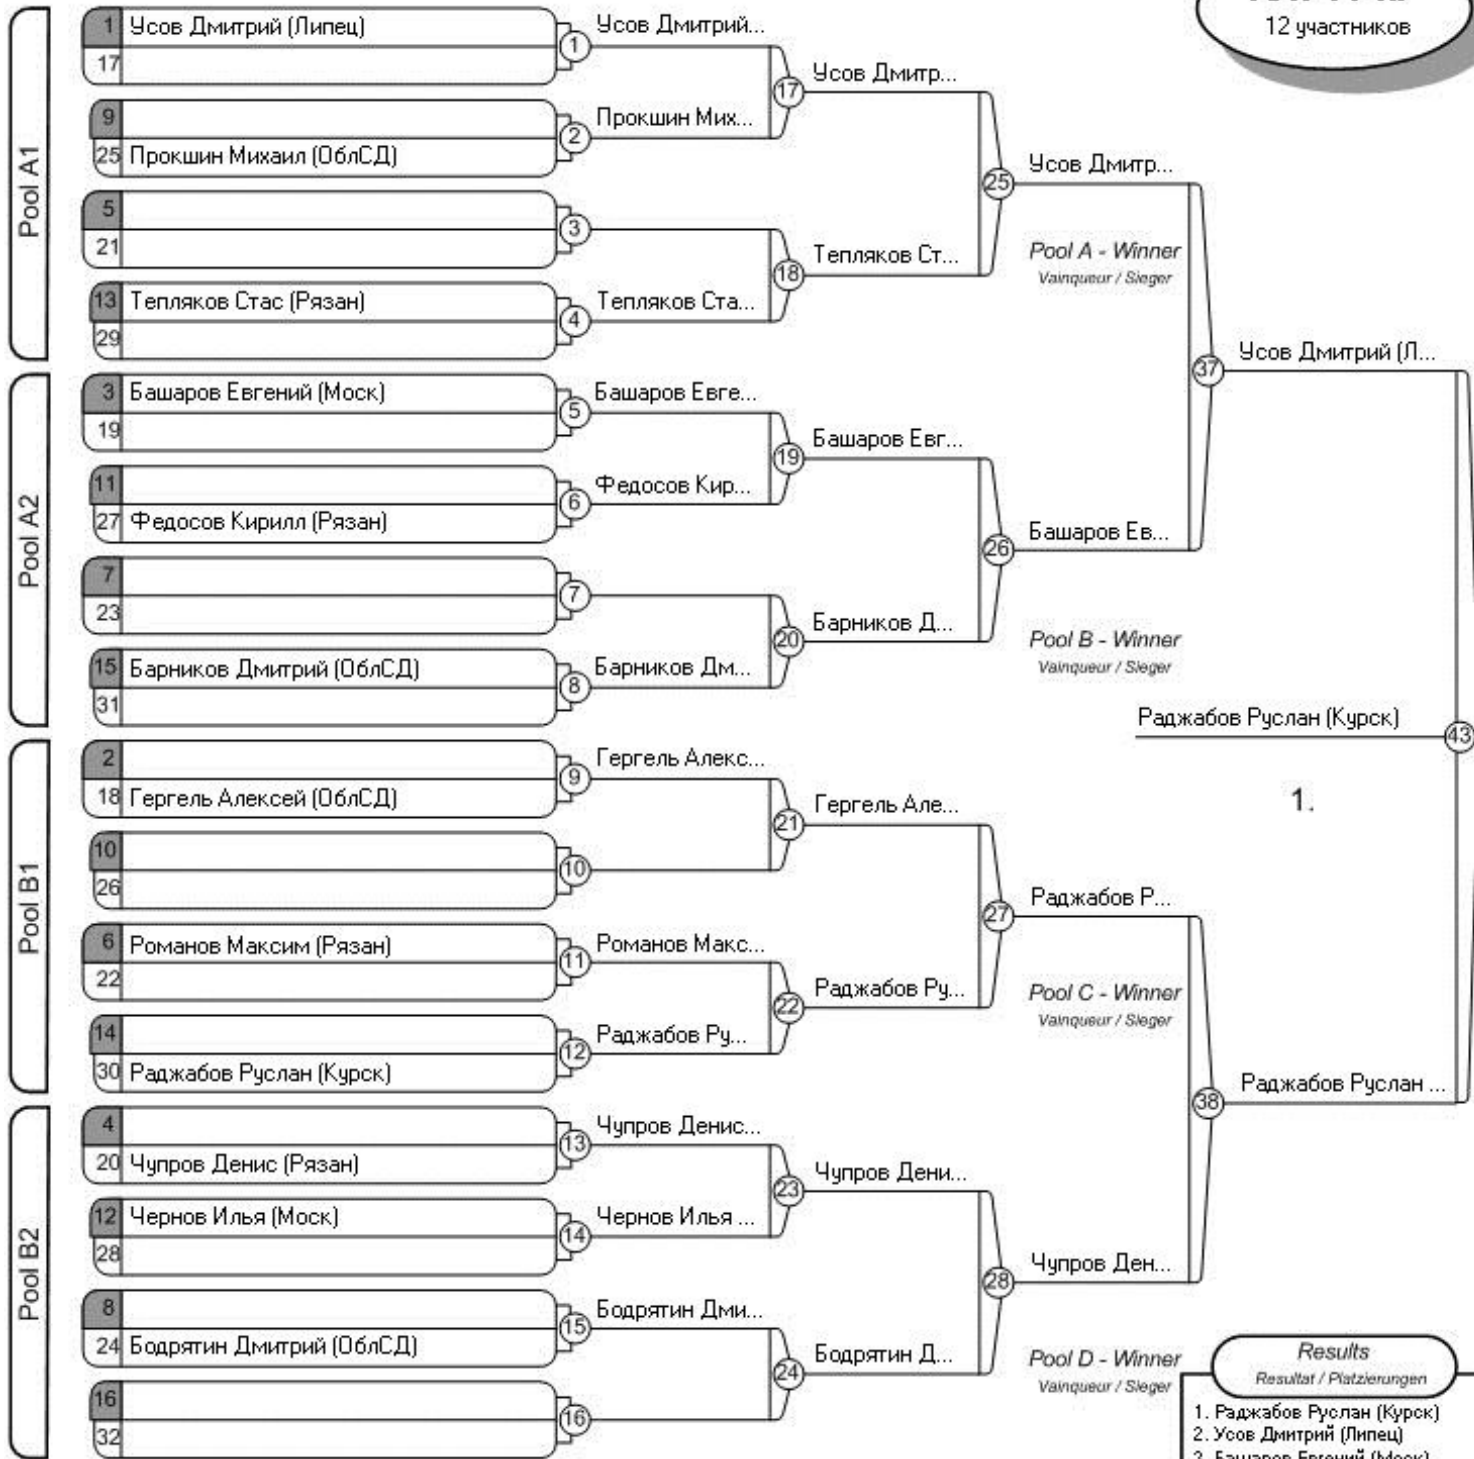 12 участников
Pool A1
1 Усов Дмитрий (Липец)
17
1
Усов Дмитрий...
9
25 Прокшин Михаил (ОблСД)
2
Прокшин Мих...
17
Усов Дмитр...
5
21
3
13 Тепляков Стас (Рязан)
29
4
Тепляков Ста...
18
Тепляков Ст...
25
Усов Дмитр...
Pool A - Winner
Vainqueur / Sieger
Pool A2
3 Башаров Евгений (Моск)
19
5
Башаров Евге...
11
27 Федосов Кирилл (Рязан)
6
Федосов Кир...
19
Башаров Евг...
7
23
7
15 Барников Дмитрий (ОблСД)
31
8
Барников Дм...
20
Барников Д...
26
Башаров Ев...
Pool B - Winner
Vainqueur / Sieger
37
Усов Дмитрий (Л...
Pool B1
2
18 Гергель Алексей (ОблСД)
9
Гергель Алекс...
10
26
10
21
Гергель Але...
6 Романов Максим (Рязан)
22
11
Романов Макс...
14
30 Раджабов Руслан (Курск)
12
Раджабов Ру...
22
Раджабов Ру...
27
Раджабов Р...
Pool C - Winner
Vainqueur / Sieger
Pool B2
4
20 Чупров Денис (Рязан)
13
Чупров Денис...
12 Чернов Илья (Моск)
28
14
Чернов Илья ...
23
Чупров Дени...
8
24 Бодрятин Дмитрий (ОблСД)
15
Бодрятин Дми...
16
32
16
24
Бодрятин Д...
28
Чупров Ден...
Pool D - Winner
Vainqueur / Sieger
38
Раджабов Руслан ...
Раджабов Руслан (Курск)
43
1.
Results
Resultat / Platzierungen
1. Раджабов Руслан (Курск)
2. Усов Дмитрий (Липец)
3. Башаров Евгений (Моск)